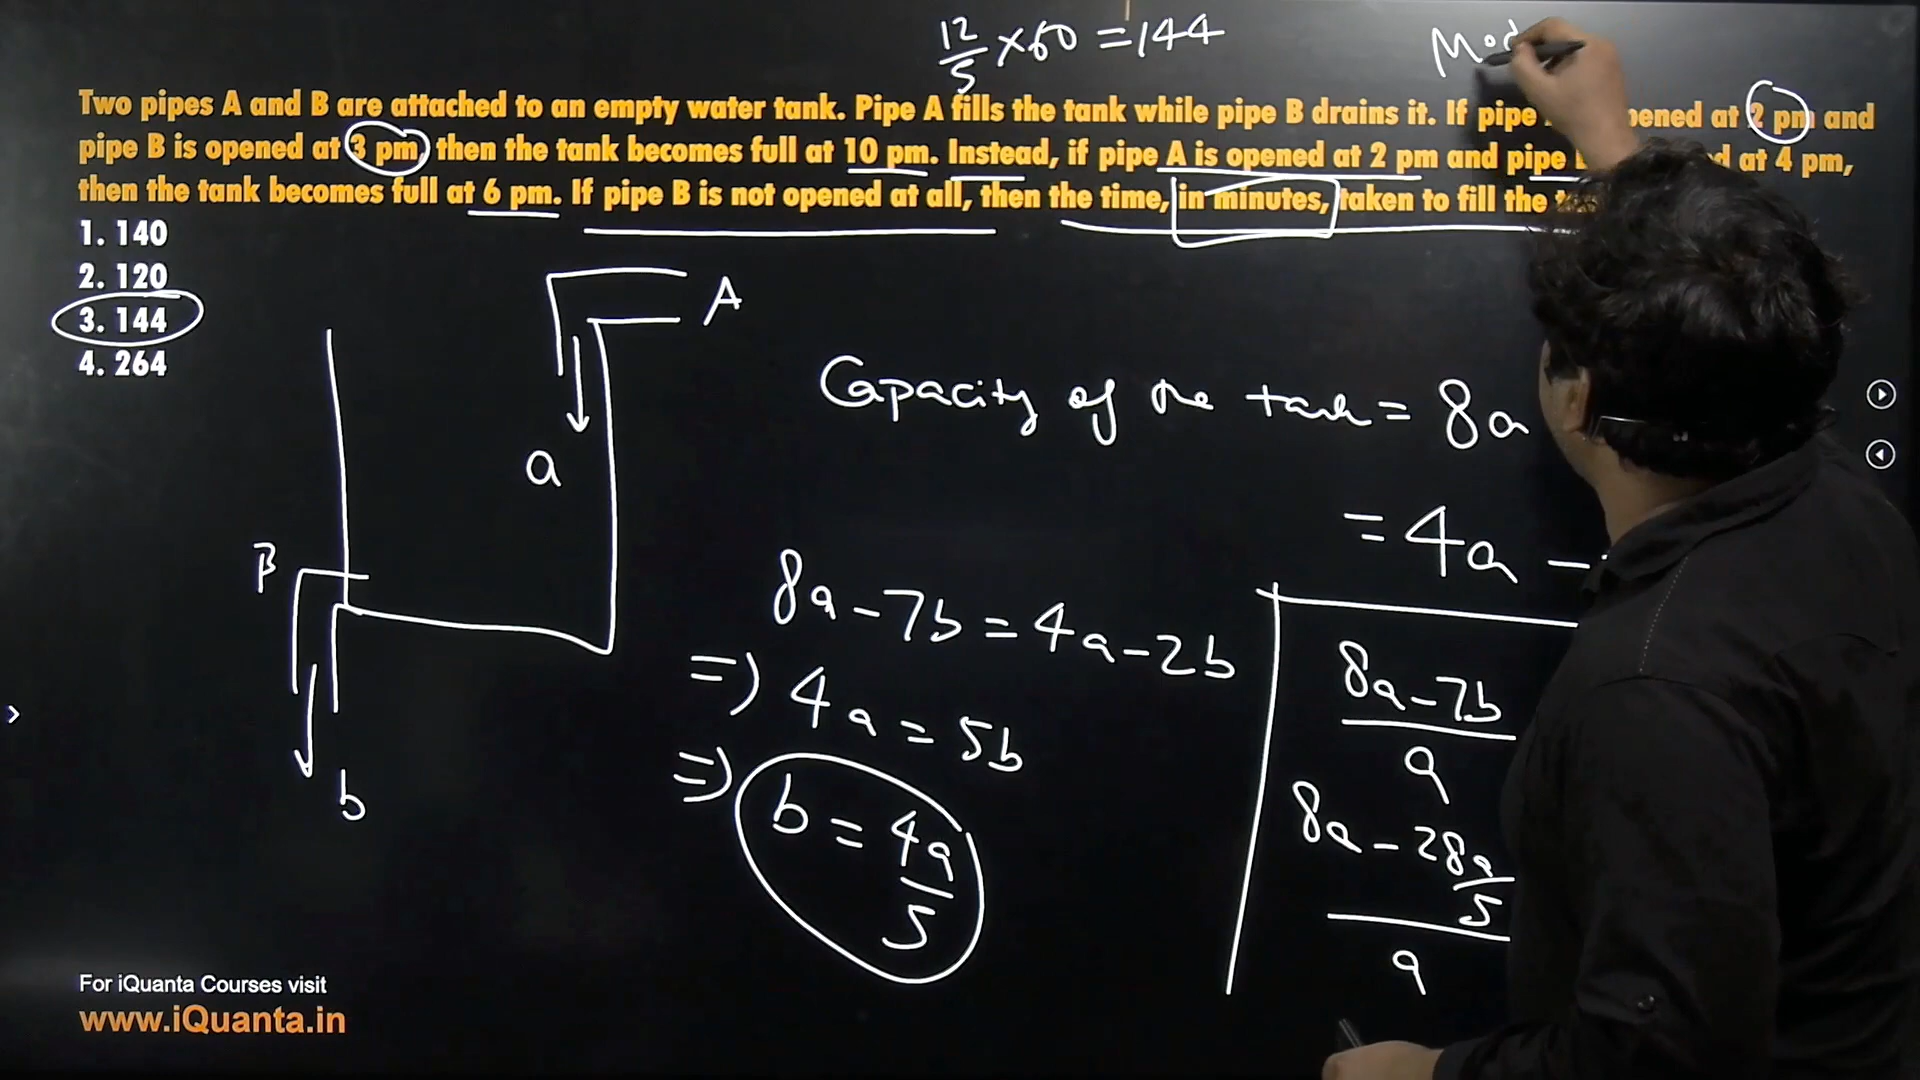 12/5 × 60 = 144
Mod
Two pipes A and B are attached to an empty water tank. Pipe A fills the tank while pipe B drains it. If pipe pened at 2 pm and
pipe B is opened at 3 pm, then the tank becomes full at 10 pm. Instead, if pipe A is opened at 2 pm and pipe at 4 pm,
then the tank becomes full at 6 pm. If pipe B is not opened at all, then the time, in minutes, taken to fill the
1. 140
2. 120
3. 144
4. 264
A
a
B
b
Capacity of the tank = 8a
= 4a -
8a - 7b = 4a - 2b
=> 4a = 5b
=> b = 4a/5
8a - 7b
a
8a - 28a/5
a
For iQuanta Courses visit
www.iQuanta.in